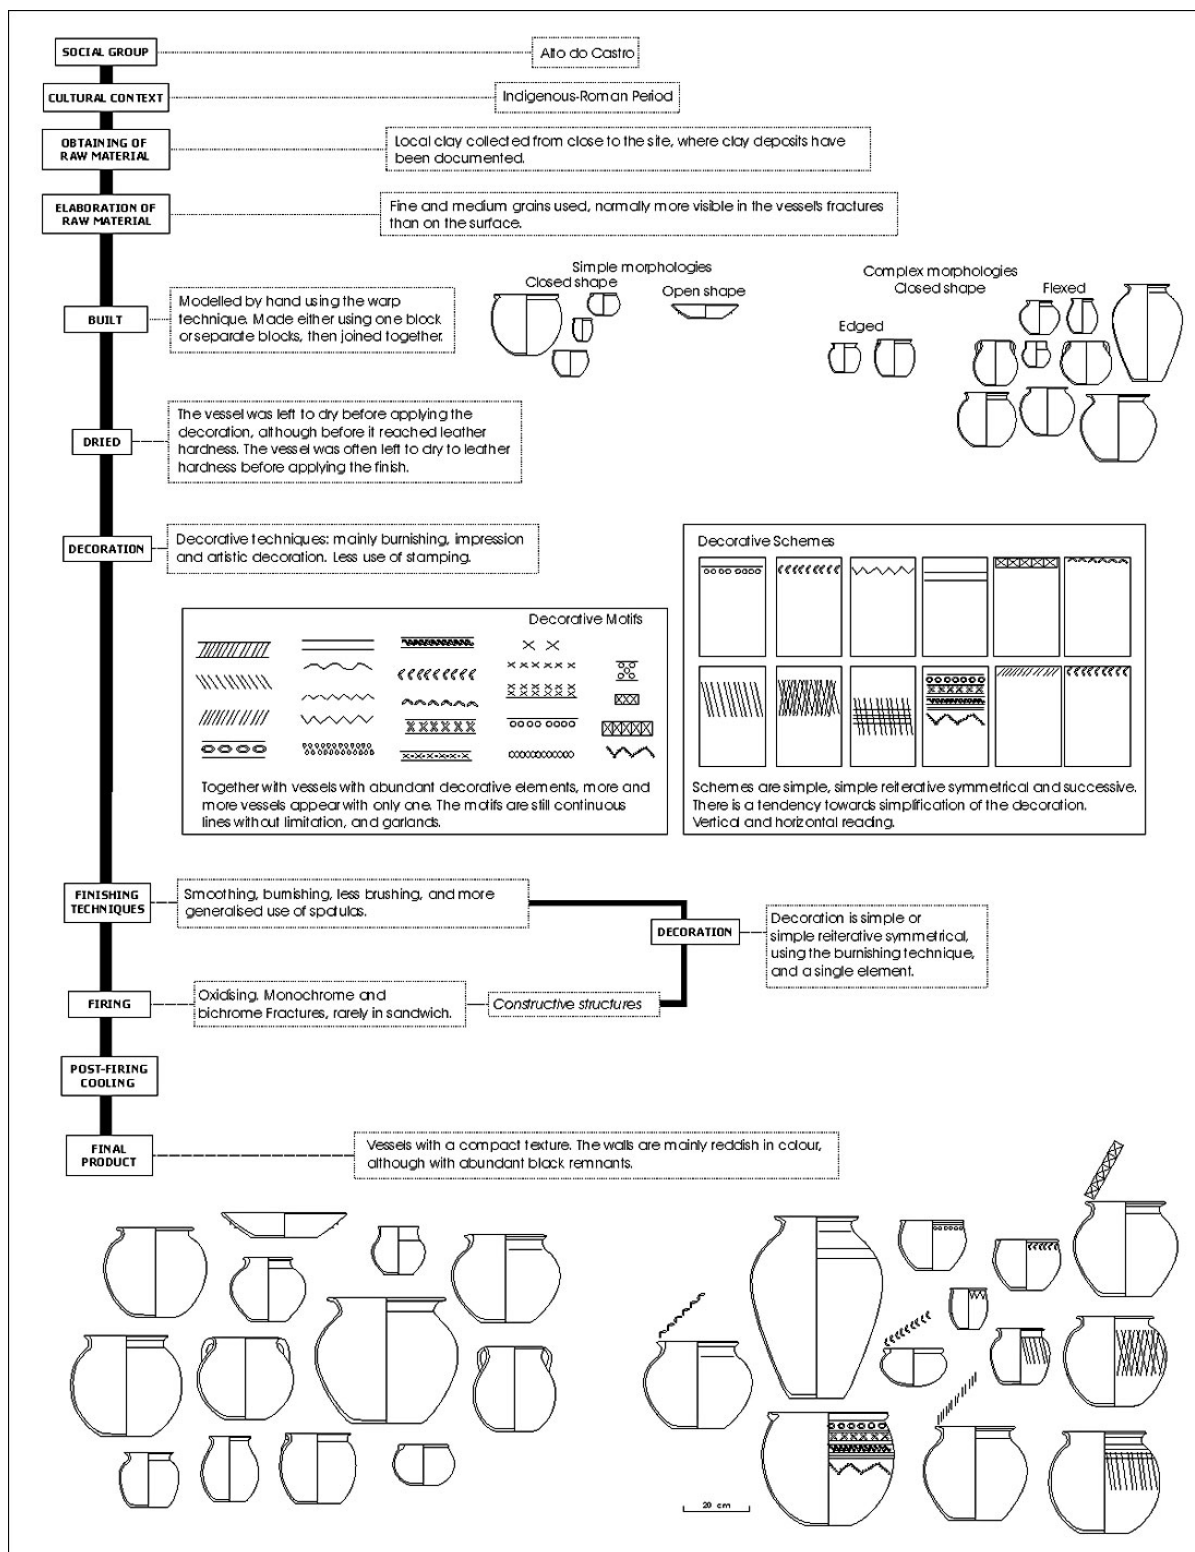 SOCIAL GROUP
Alto do Castro
CULTURAL CONTEXT
Indigenous-Roman Period
OBTAINING OF
RAW MATERIAL
Local clay collected from close to the site, where clay deposits have
been documented.
ELABORATION OF
RAW MATERIAL
Fine and medium grains used, normally more visible in the vessel's fractures
than on the surface.
BUILT
Modelled by hand using the warp
technique. Made either using one block
or separate blocks, then joined together.
Simple morphologies
Closed shape
Open shape
Complex morphologies
Closed shape
Flexed
Edged
DRIED
The vessel was left to dry before applying the
decoration, although before it reached leather
hardness. The vessel was often left to dry to leather
hardness before applying the finish.
DECORATION
Decorative techniques: mainly burnishing, impression
and artistic decoration. Less use of stamping.
Decorative Motifs
Together with vessels with abundant decorative elements, more and
more vessels appear with only one. The motifs are still continuous
lines without limitation, and garlands.
Decorative Schemes
Schemes are simple, simple reiterative symmetrical and successive.
There is a tendency towards simplification of the decoration.
Vertical and horizontal reading.
FINISHING
TECHNIQUES
Smoothing, burnishing, less brushing, and more
generalised use of spatulas.
DECORATION
Decoration is simple or
simple reiterative symmetrical,
using the burnishing technique,
and a single element.
FIRING
Oxidising. Monochrome and
bichrome Fractures, rarely in sandwich.
Constructive structures
POST-FIRING
COOLING
FINAL
PRODUCT
Vessels with a compact texture. The walls are mainly reddish in colour,
although with abundant black remnants.
20 cm